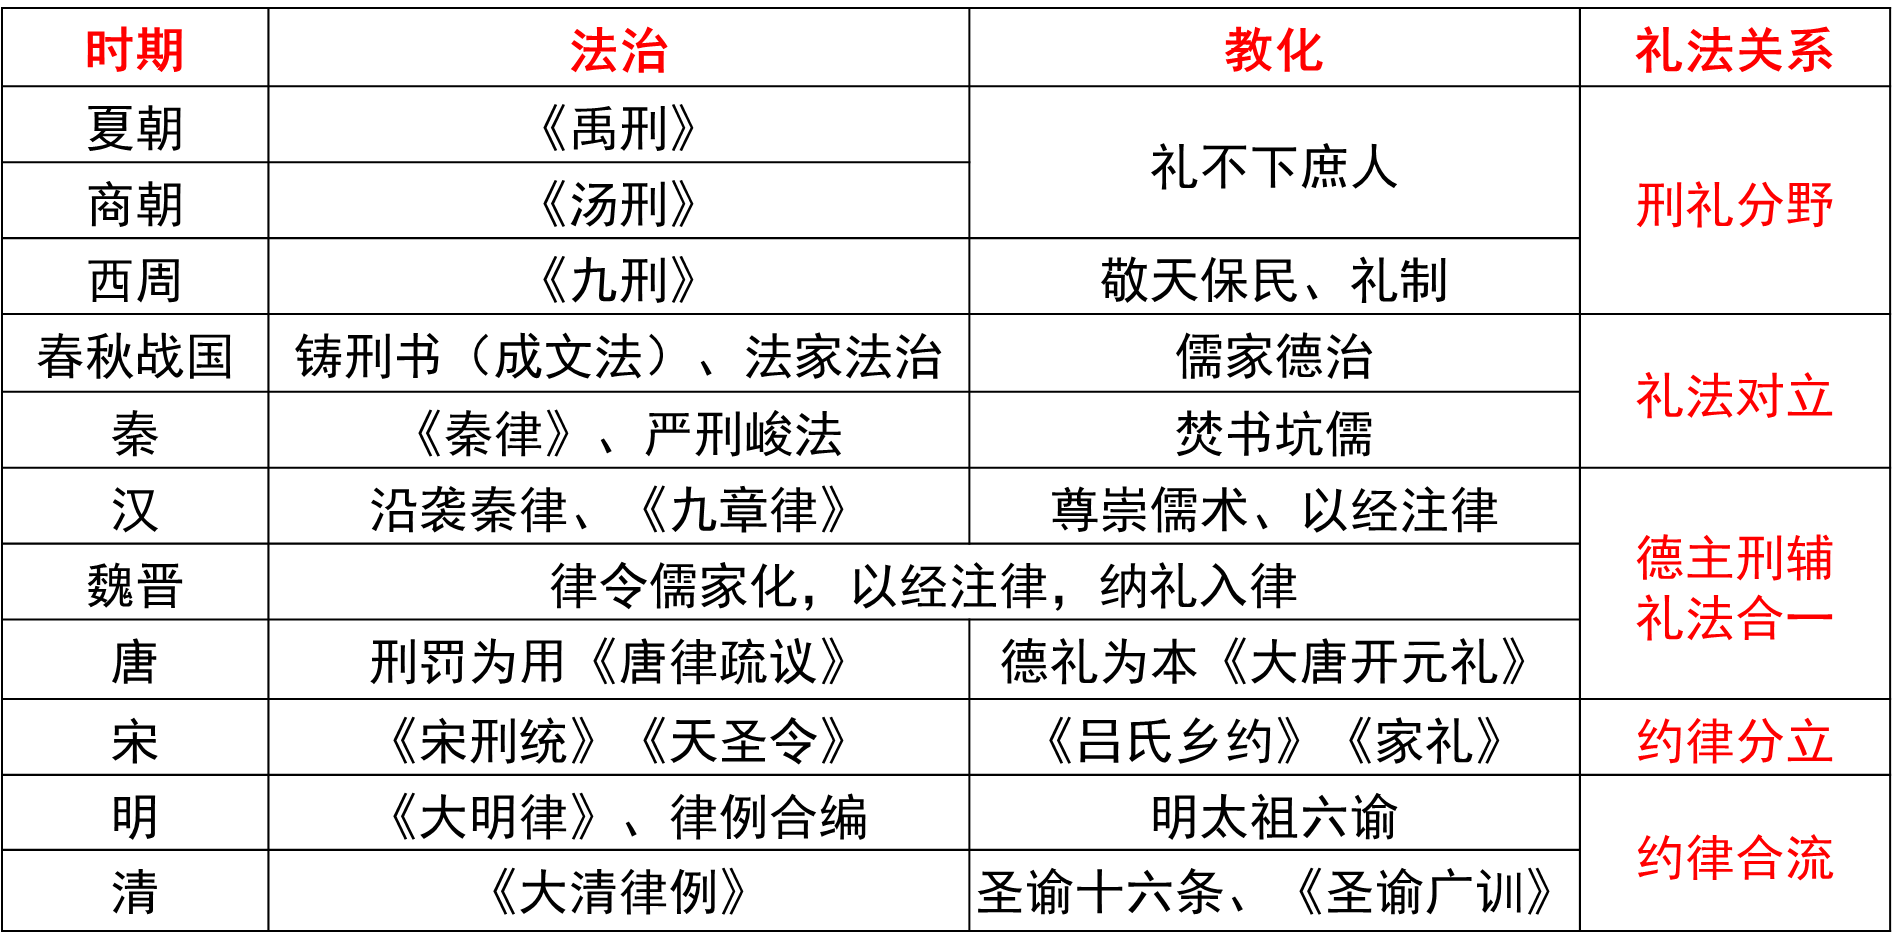 时期 法治 教化 礼法关系
夏朝 《禹刑》
礼不下庶人
商朝 《汤刑》
刑礼分野
西周 《九刑》 敬天保民、礼制
春秋战国 铸刑书（成文法）、法家法治 儒家德治
礼法对立
秦 《秦律》、严刑峻法 焚书坑儒
汉 沿袭秦律、《九章律》 尊崇儒术、以经注律
德主刑辅
礼法合一
魏晋 律令儒家化，以经注律，纳礼入律
唐 刑罚为用《唐律疏议》 德礼为本《大唐开元礼》
宋 《宋刑统》《天圣令》 《吕氏乡约》《家礼》 约律分立
明 《大明律》、律例合编 明太祖六谕
约律合流
清 《大清律例》 圣谕十六条、《圣谕广训》